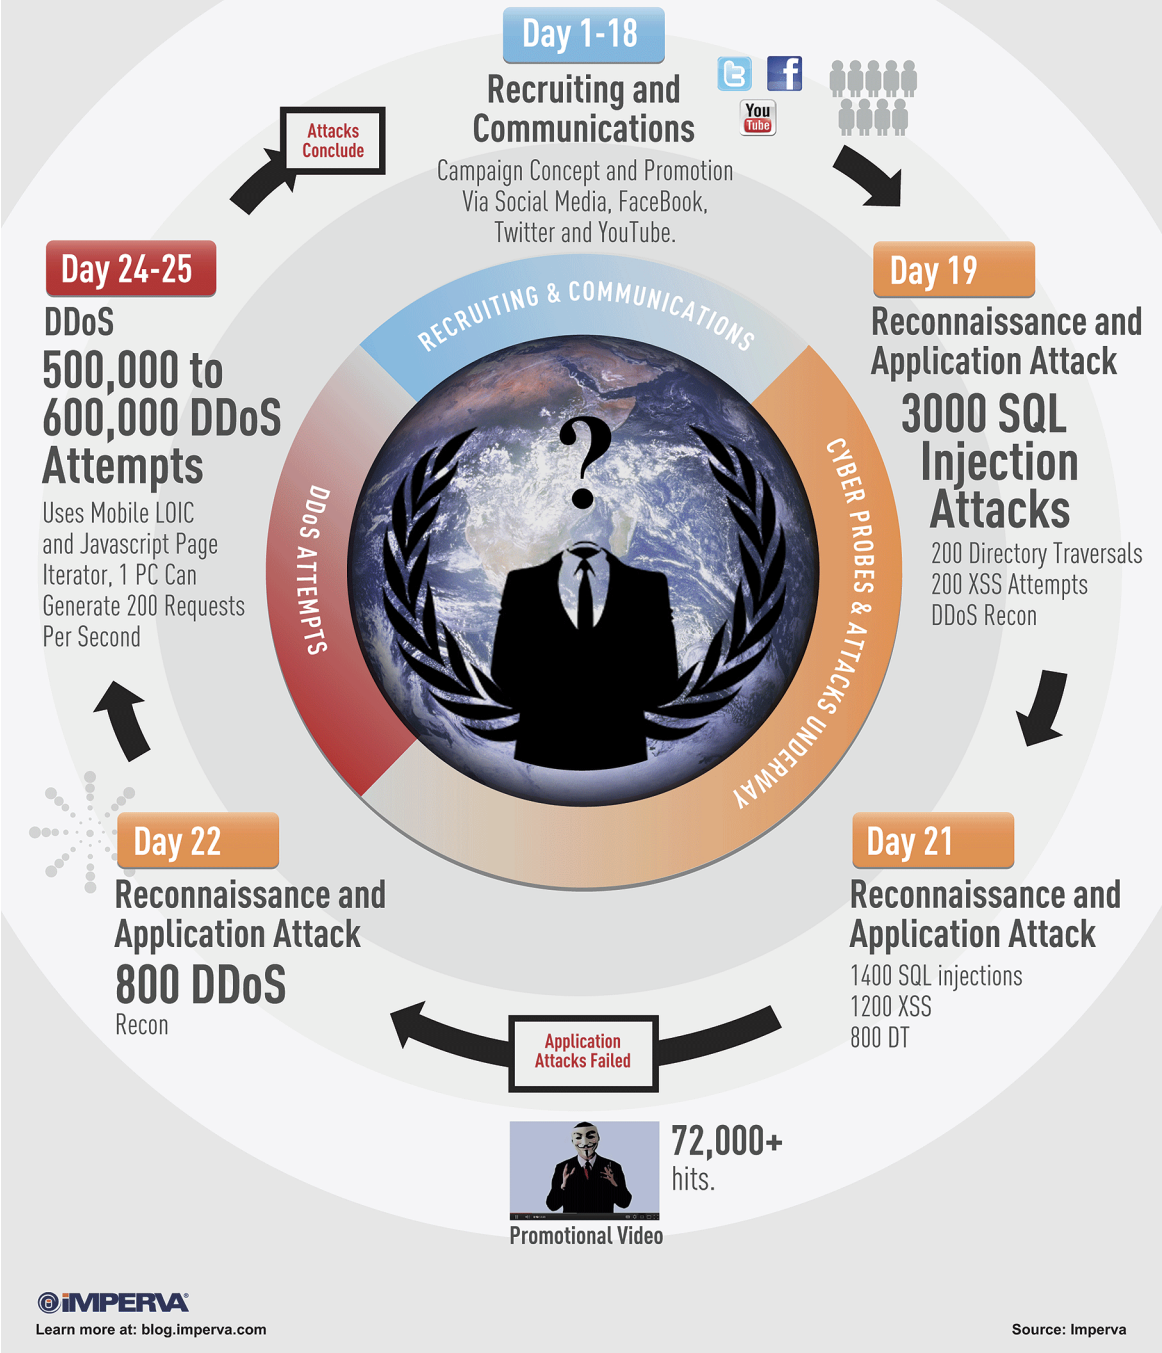 Day 1-18
Recruiting and
Communications
Campaign Concept and Promotion
Via Social Media, FaceBook,
Twitter and YouTube.
t
f
You
Tube
Day 19
Reconnaissance and
Application Attack
3000 SQL
Injection
Attacks
200 Directory Traversals
200 XSS Attempts
DDoS Recon
Day 21
Reconnaissance and
Application Attack
1400 SQL injections
1200 XSS
800 DT
Application
Attacks Failed
72,000+
hits.
Promotional Video
Day 22
Reconnaissance and
Application Attack
800 DDoS
Recon
Day 24-25
DDoS
500,000 to
600,000 DDoS
Attempts
Uses Mobile LOIC
and Javascript Page
Iterator, 1 PC Can
Generate 200 Requests
Per Second
Attacks
Conclude
RECRUITING & COMMUNICATIONS
CYBER PROBES & ATTACKS UNDERWAY
DDoS ATTEMPTS
?
iMPERVA®
Learn more at: blog.imperva.com
Source: Imperva